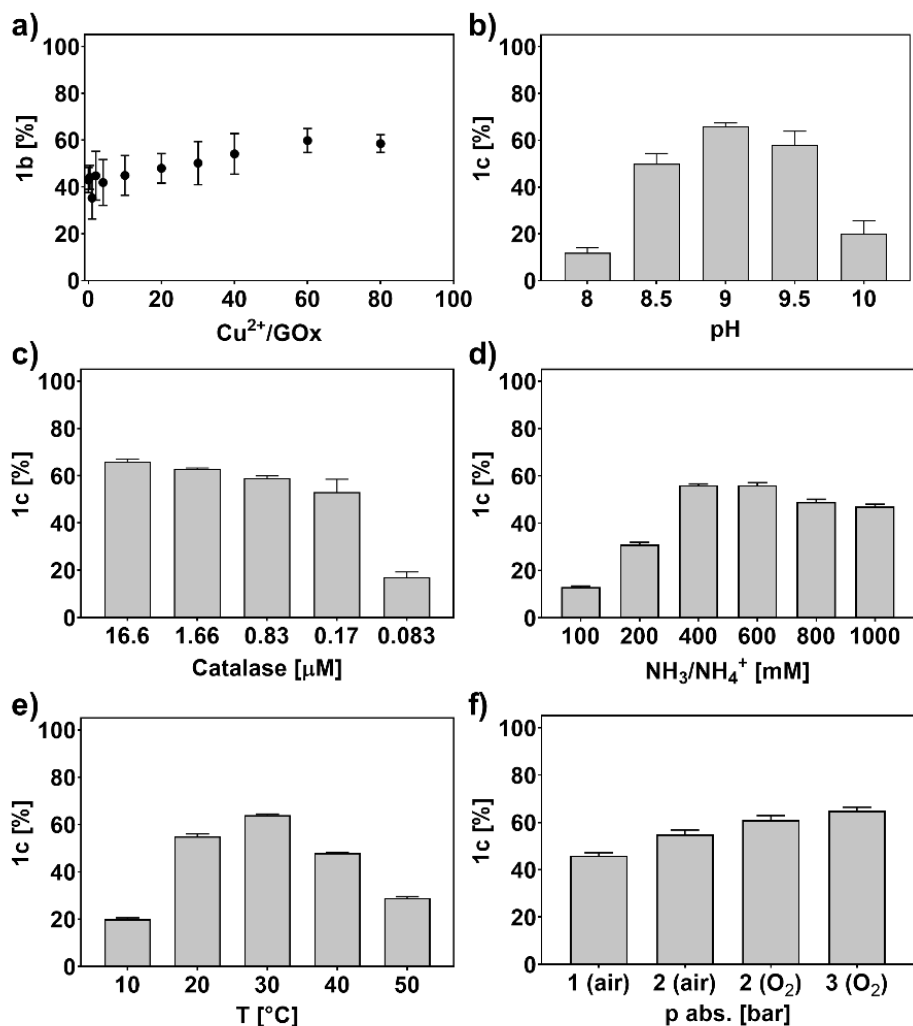 a)
100
80
60
40
20
0
1b [%]
0 20 40 60 80 100
Cu²⁺/GOx
b)
100
80
60
40
20
0
1c [%]
8 8.5 9 9.5 10
pH
c)
100
80
60
40
20
0
1c [%]
16.6 1.66 0.83 0.17 0.083
Catalase [μM]
d)
100
80
60
40
20
0
1c [%]
100 200 400 600 800 1000
NH₃/NH₄⁺ [mM]
e)
100
80
60
40
20
0
1c [%]
10 20 30 40 50
T [°C]
f)
100
80
60
40
20
0
1c [%]
1 (air) 2 (air) 2 (O₂) 3 (O₂)
p abs. [bar]